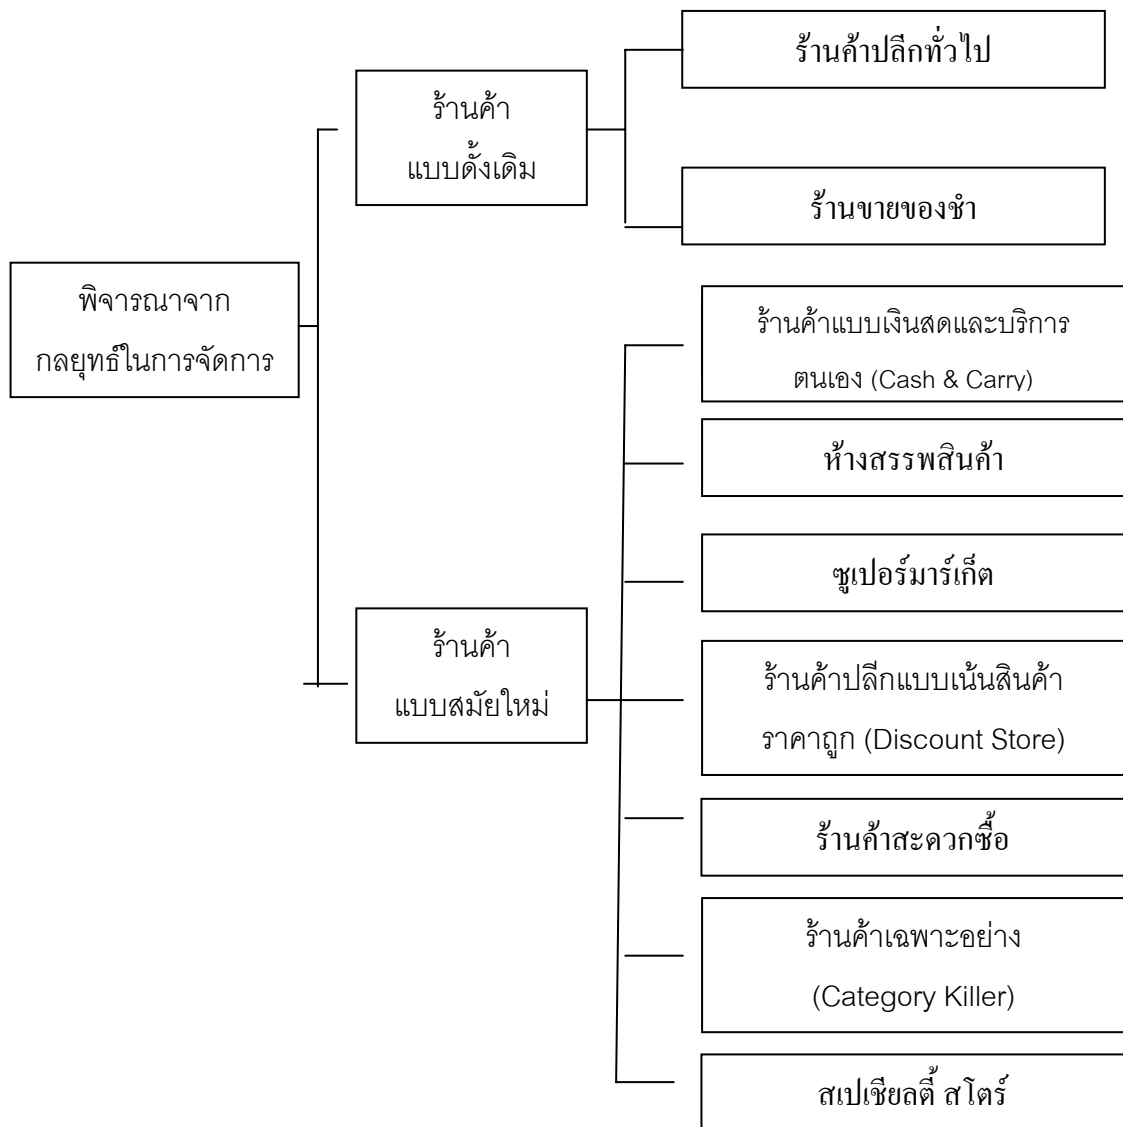 พิจารณาจาก
กลยุทธ์ในการจัดการ
ร้านค้า
แบบดั้งเดิม
ร้านค้าปลีกทั่วไป
ร้านขายของชำ
ร้านค้า
แบบสมัยใหม่
ร้านค้าแบบเงินสดและบริการ
ตนเอง (Cash & Carry)
ห้างสรรพสินค้า
ซูเปอร์มาร์เก็ต
ร้านค้าปลีกแบบเน้นสินค้า
ราคาถูก (Discount Store)
ร้านค้าสะดวกซื้อ
ร้านค้าเฉพาะอย่าง
(Category Killer)
สเปเชียลตี้ สโตร์